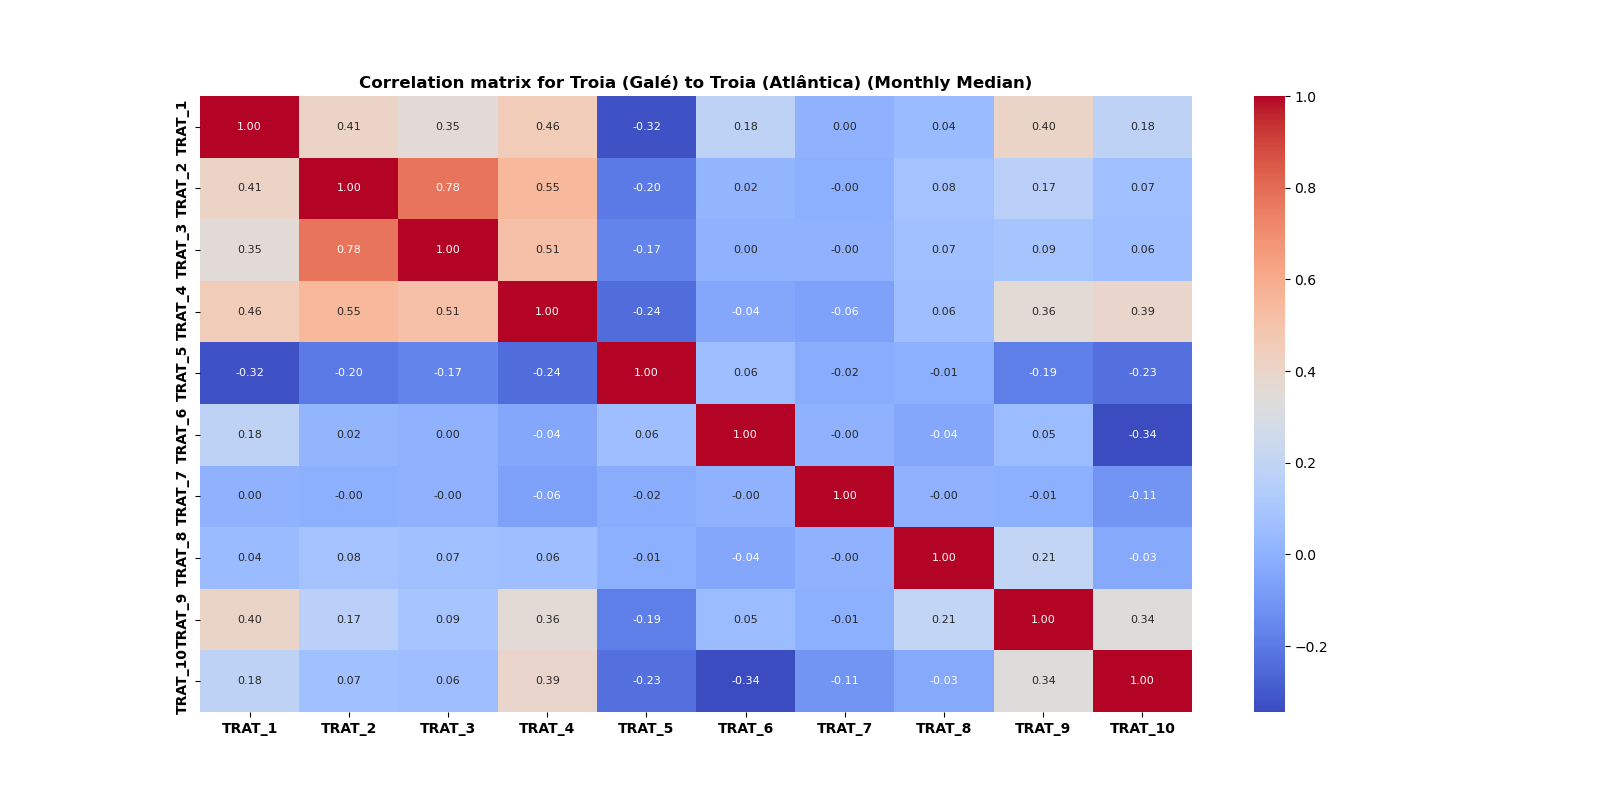 Correlation matrix for Troia (Galé) to Troia (Atlântica) (Monthly Median)
TRAT_1 1.00 0.41 0.35 0.46 -0.32 0.18 0.00 0.04 0.40 0.18
TRAT_2 0.41 1.00 0.78 0.55 -0.20 0.02 -0.00 0.08 0.17 0.07
TRAT_3 0.35 0.78 1.00 0.51 -0.17 0.00 -0.00 0.07 0.09 0.06
TRAT_4 0.46 0.55 0.51 1.00 -0.24 -0.04 -0.06 0.06 0.36 0.39
TRAT_5 -0.32 -0.20 -0.17 -0.24 1.00 0.06 -0.02 -0.01 -0.19 -0.23
TRAT_6 0.18 0.02 0.00 -0.04 0.06 1.00 -0.00 -0.04 0.05 -0.34
TRAT_7 0.00 -0.00 -0.00 -0.06 -0.02 -0.00 1.00 -0.00 -0.01 -0.11
TRAT_8 0.04 0.08 0.07 0.06 -0.01 -0.04 -0.00 1.00 0.21 -0.03
TRAT_9 0.40 0.17 0.09 0.36 -0.19 0.05 -0.01 0.21 1.00 0.34
TRAT_10 0.18 0.07 0.06 0.39 -0.23 -0.34 -0.11 -0.03 0.34 1.00
TRAT_1 TRAT_2 TRAT_3 TRAT_4 TRAT_5 TRAT_6 TRAT_7 TRAT_8 TRAT_9 TRAT_10
1.0
0.8
0.6
0.4
0.2
0.0
−0.2